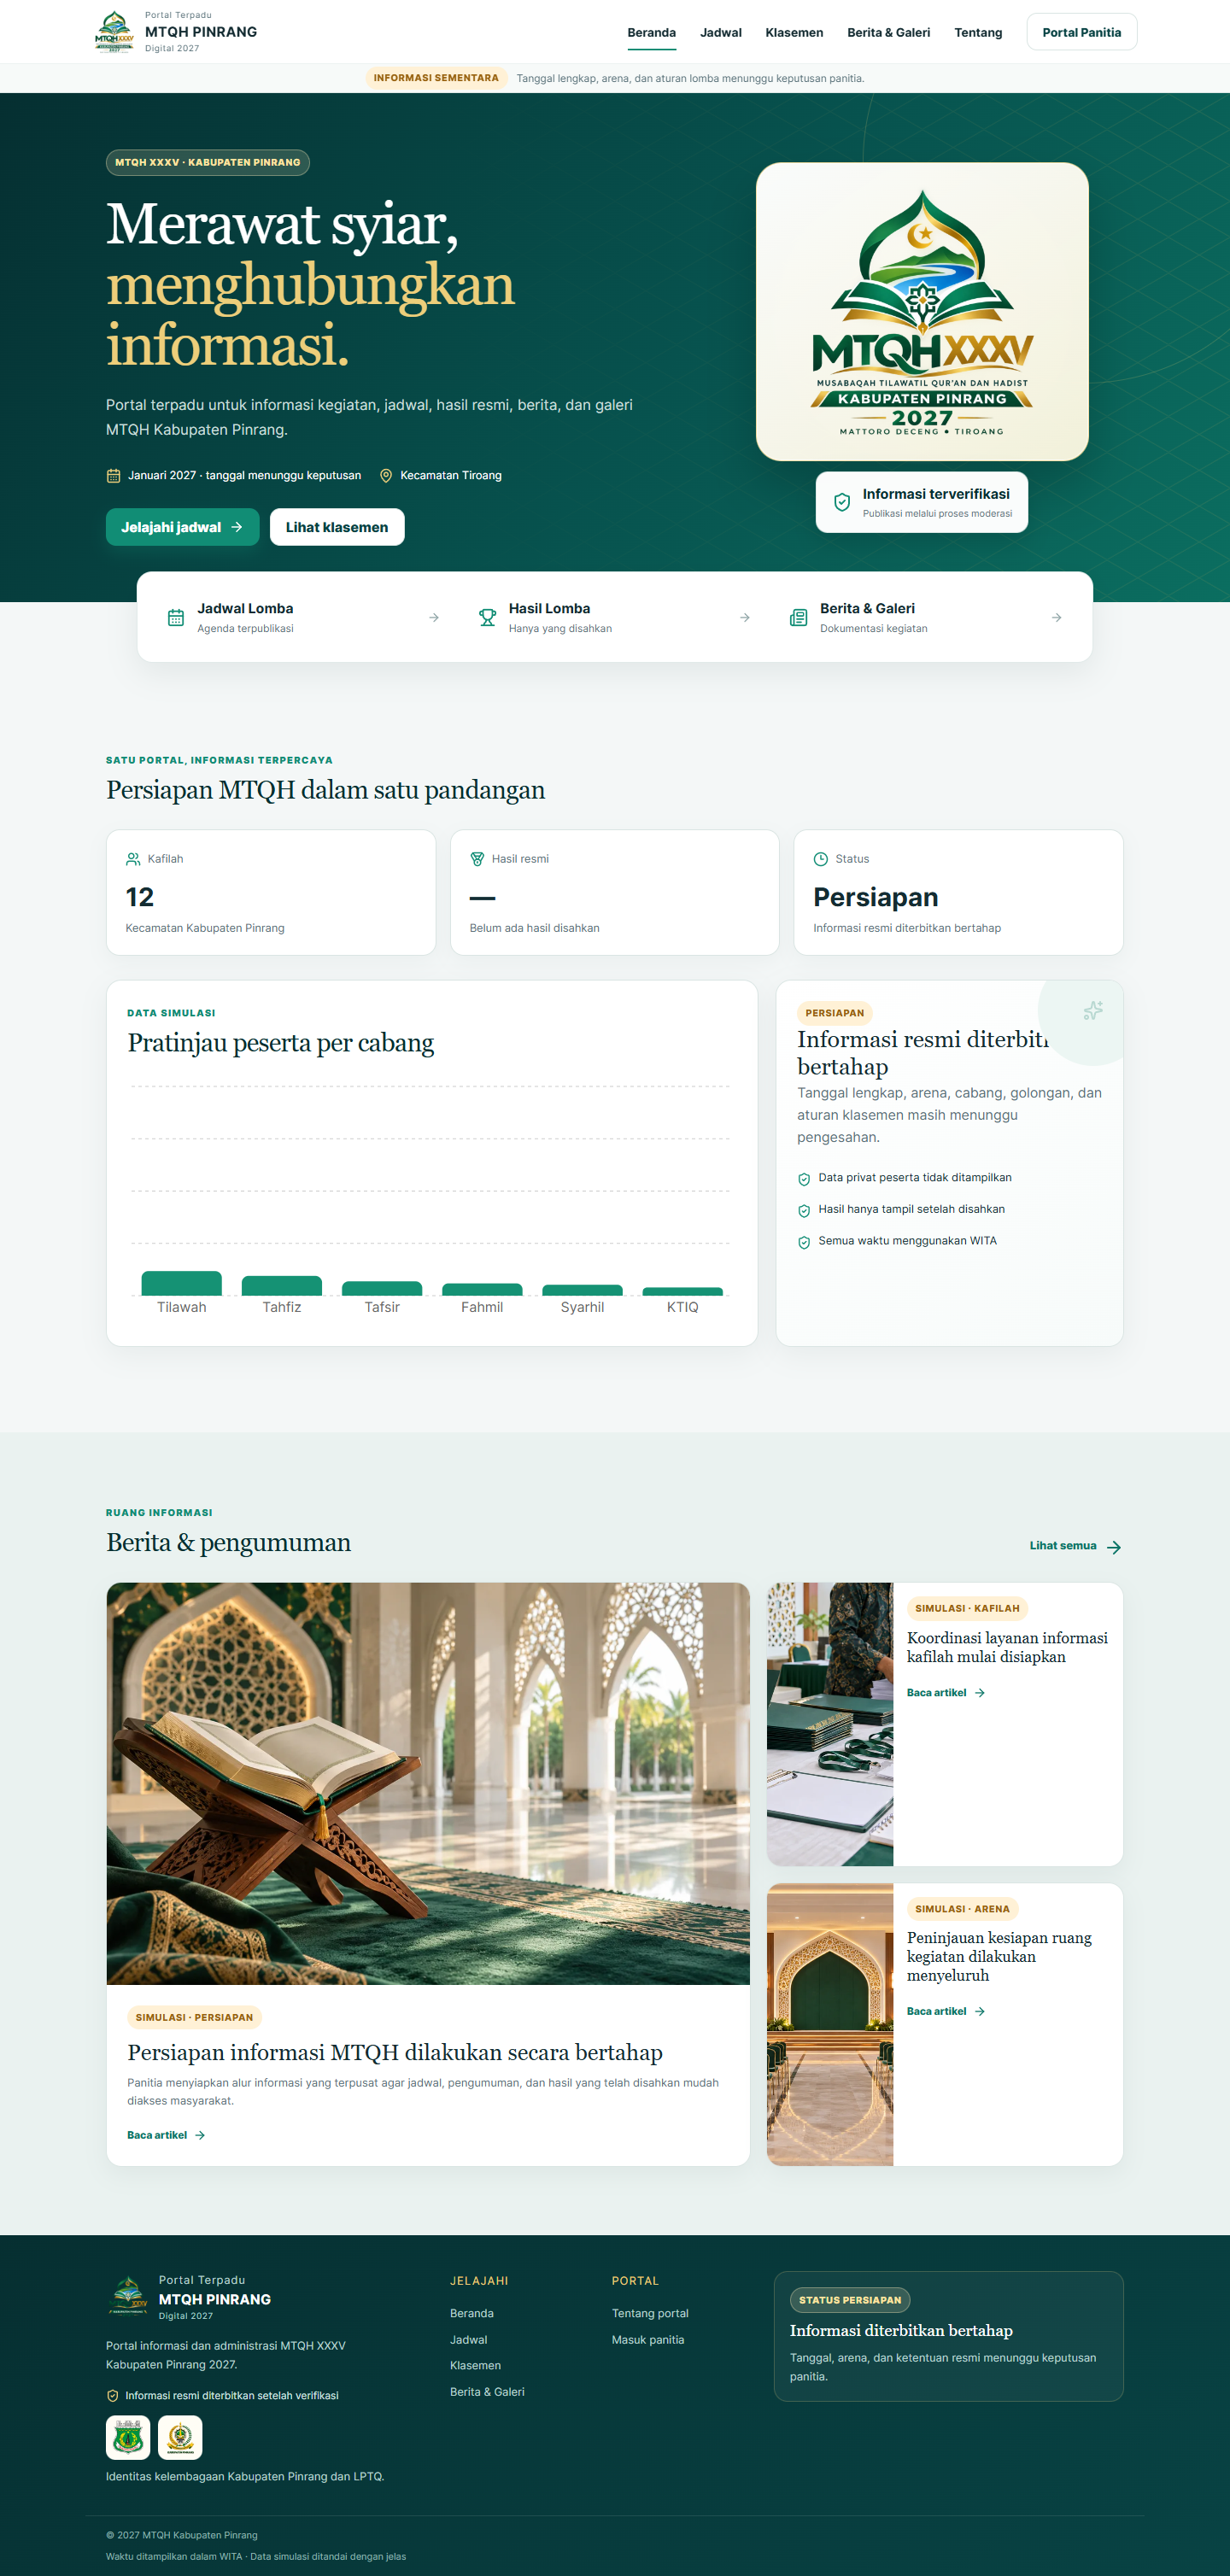 Portal Terpadu
MTQH PINRANG
Digital 2027
Beranda
Jadwal
Klasemen
Berita & Galeri
Tentang
Portal Panitia
INFORMASI SEMENTARA
Tanggal lengkap, arena, dan aturan lomba menunggu keputusan panitia.
MTQH XXXV · KABUPATEN PINRANG
Merawat syiar,
menghubungkan
informasi.
Portal terpadu untuk informasi kegiatan, jadwal, hasil resmi, berita, dan galeri
MTQH Kabupaten Pinrang.
Januari 2027 · tanggal menunggu keputusan
Kecamatan Tiroang
Jelajahi jadwal
Lihat klasemen
MTQH XXXV
MUSABAQAH TILAWATIL QUR'AN DAN HADIST
KABUPATEN PINRANG
2027
MATTORO DECENG • TIROANG
Informasi terverifikasi
Publikasi melalui proses moderasi
Jadwal Lomba
Agenda terpublikasi
Hasil Lomba
Hanya yang disahkan
Berita & Galeri
Dokumentasi kegiatan
SATU PORTAL, INFORMASI TERPERCAYA
Persiapan MTQH dalam satu pandangan
Kafilah
12
Kecamatan Kabupaten Pinrang
Hasil resmi
—
Belum ada hasil disahkan
Status
Persiapan
Informasi resmi diterbitkan bertahap
DATA SIMULASI
Pratinjau peserta per cabang
Tilawah
Tahfiz
Tafsir
Fahmil
Syarhil
KTIQ
PERSIAPAN
Informasi resmi
bertahap
Tanggal lengkap, arena, cabang, golongan, dan
aturan klasemen masih menunggu
pengesahan.
Data privat peserta tidak ditampilkan
Hasil hanya tampil setelah disahkan
Semua waktu menggunakan WITA
RUANG INFORMASI
Berita & pengumuman
Lihat semua
SIMULASI · PERSIAPAN
Persiapan informasi MTQH dilakukan secara bertahap
Panitia menyiapkan alur informasi yang terpusat agar jadwal, pengumuman, dan hasil yang telah disahkan mudah
diakses masyarakat.
Baca artikel
SIMULASI · KAFILAH
Koordinasi layanan informasi
kafilah mulai disiapkan
Baca artikel
SIMULASI · ARENA
Peninjauan kesiapan ruang
kegiatan dilakukan
menyeluruh
Baca artikel
Portal Terpadu
MTQH PINRANG
Digital 2027
Portal informasi dan administrasi MTQH XXXV
Kabupaten Pinrang 2027.
Informasi resmi diterbitkan setelah verifikasi
Identitas kelembagaan Kabupaten Pinrang dan LPTQ.
JELAJAHI
Beranda
Jadwal
Klasemen
Berita & Galeri
PORTAL
Tentang portal
Masuk panitia
STATUS PERSIAPAN
Informasi diterbitkan bertahap
Tanggal, arena, dan ketentuan resmi menunggu keputusan
panitia.
© 2027 MTQH Kabupaten Pinrang
Waktu ditampilkan dalam WITA · Data simulasi ditandai dengan jelas